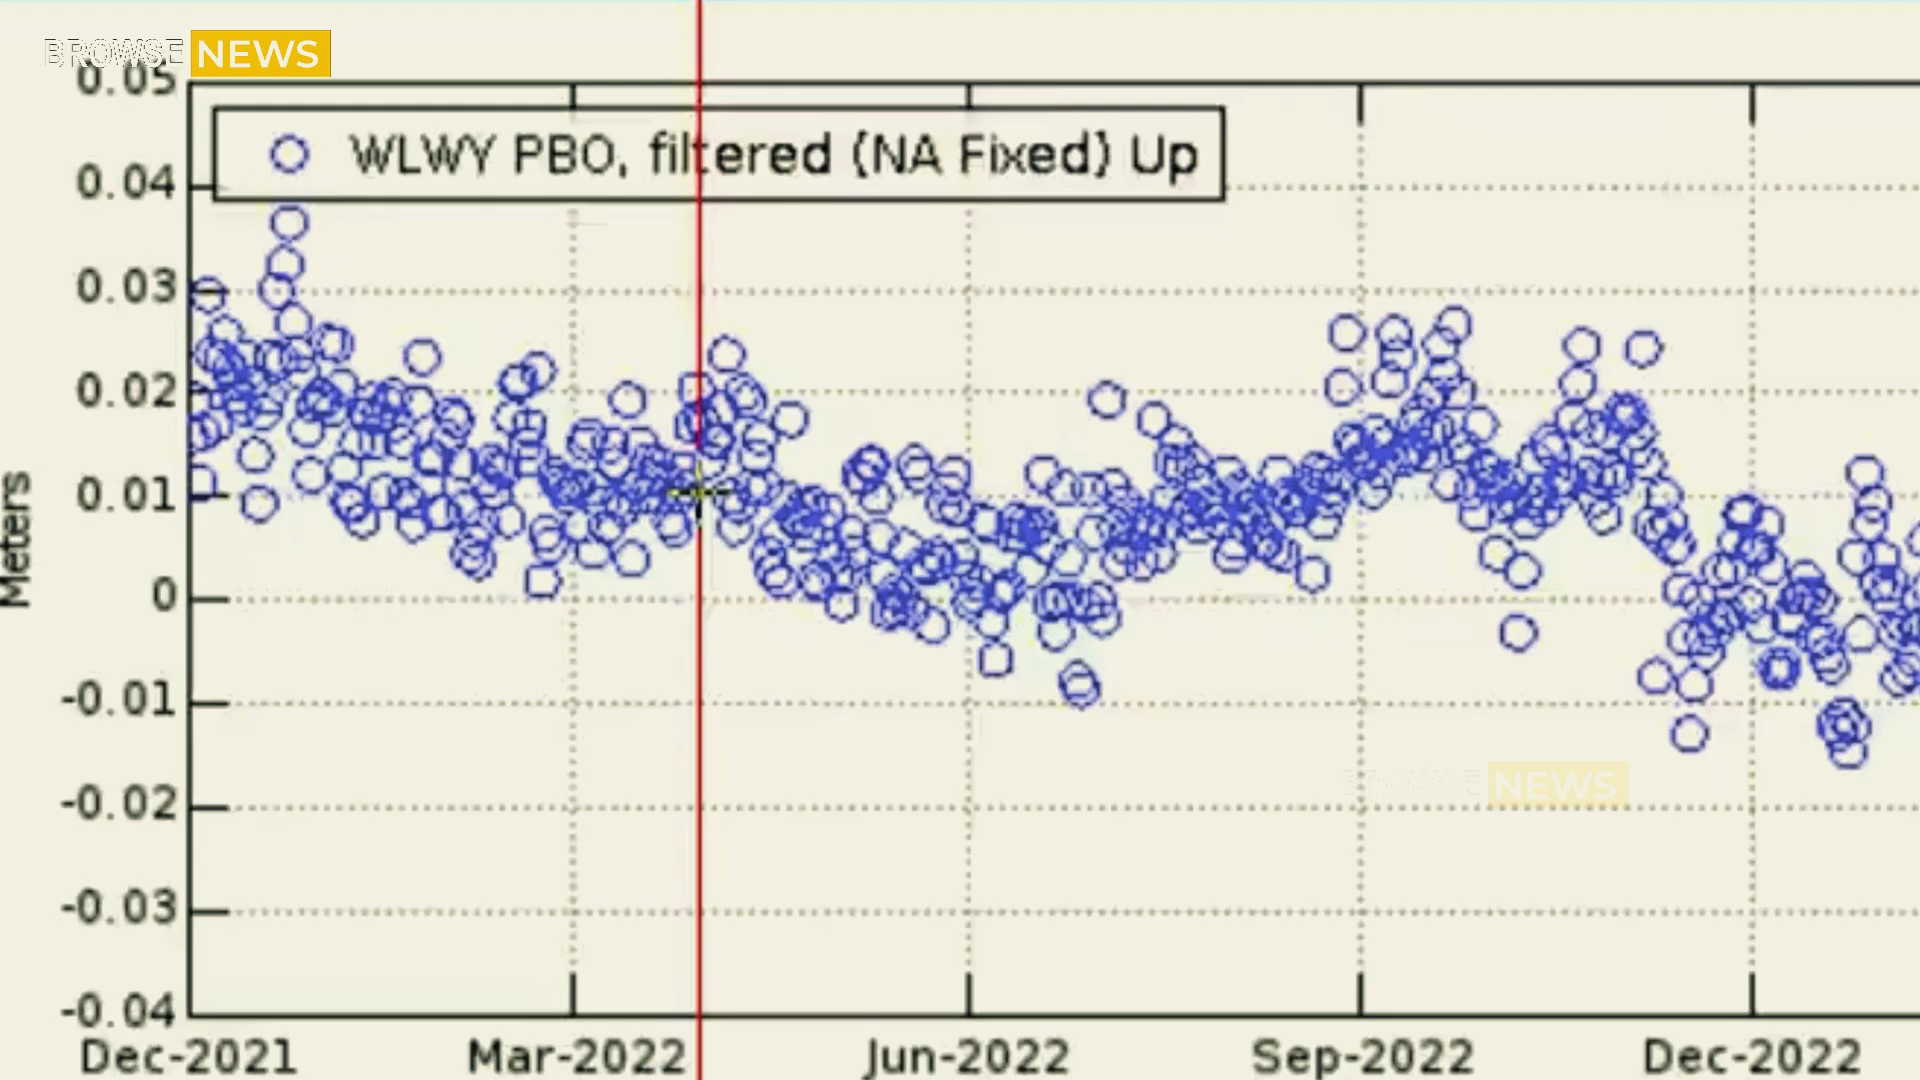 BROWSE NEWS
0.05
WLWY PBO, filtered (NA Fixed) Up
0.04
0.03
0.02
0.01
0
-0.01
-0.02
-0.03
-0.04
Meters
BROWSE NEWS
Dec-2021 Mar-2022 Jun-2022 Sep-2022 Dec-2022